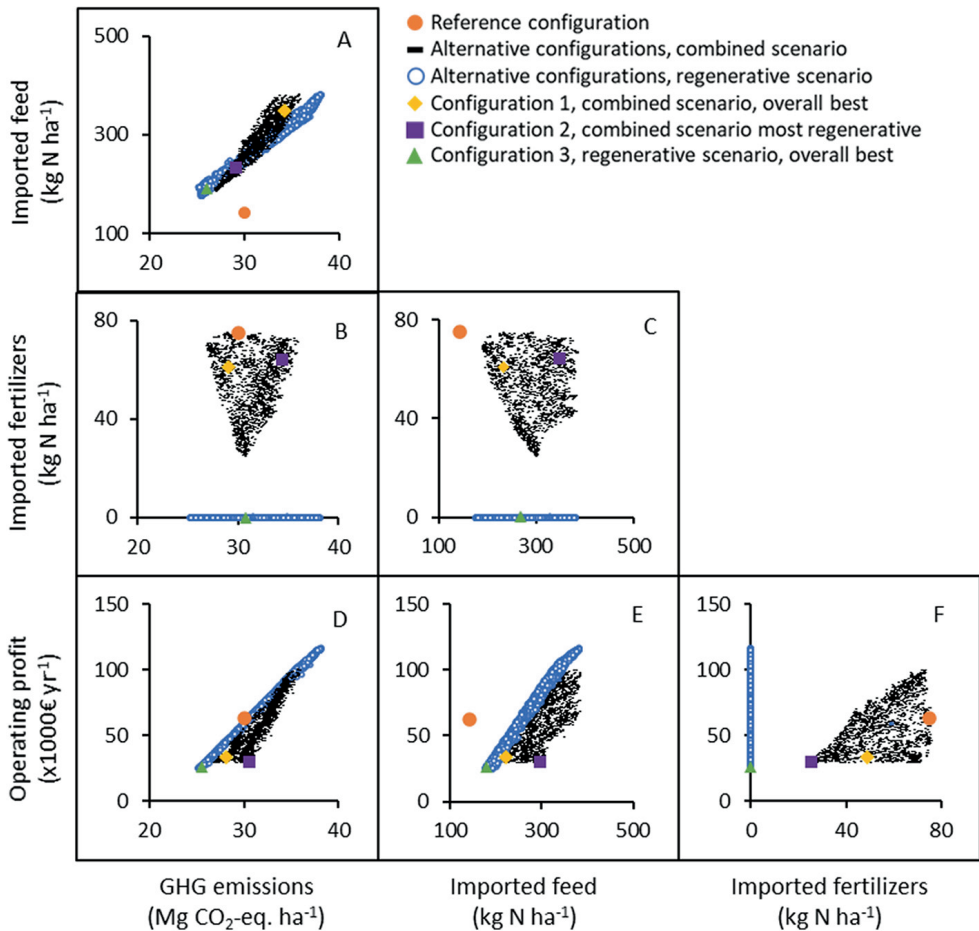 Reference configuration
Alternative configurations, combined scenario
Alternative configurations, regenerative scenario
Configuration 1, combined scenario, overall best
Configuration 2, combined scenario most regenerative
Configuration 3, regenerative scenario, overall best
Imported feed
(kg N ha⁻¹)
A
500
300
100
20 30 40
Imported fertilizers
(kg N ha⁻¹)
B
80
40
0
20 30 40
C
80
40
0
100 300 500
Operating profit
(x1000€ yr⁻¹)
D
150
100
50
0
20 30 40
E
150
100
50
0
100 300 500
F
150
100
50
0
0 40 80
GHG emissions
(Mg CO₂-eq. ha⁻¹)
Imported feed
(kg N ha⁻¹)
Imported fertilizers
(kg N ha⁻¹)